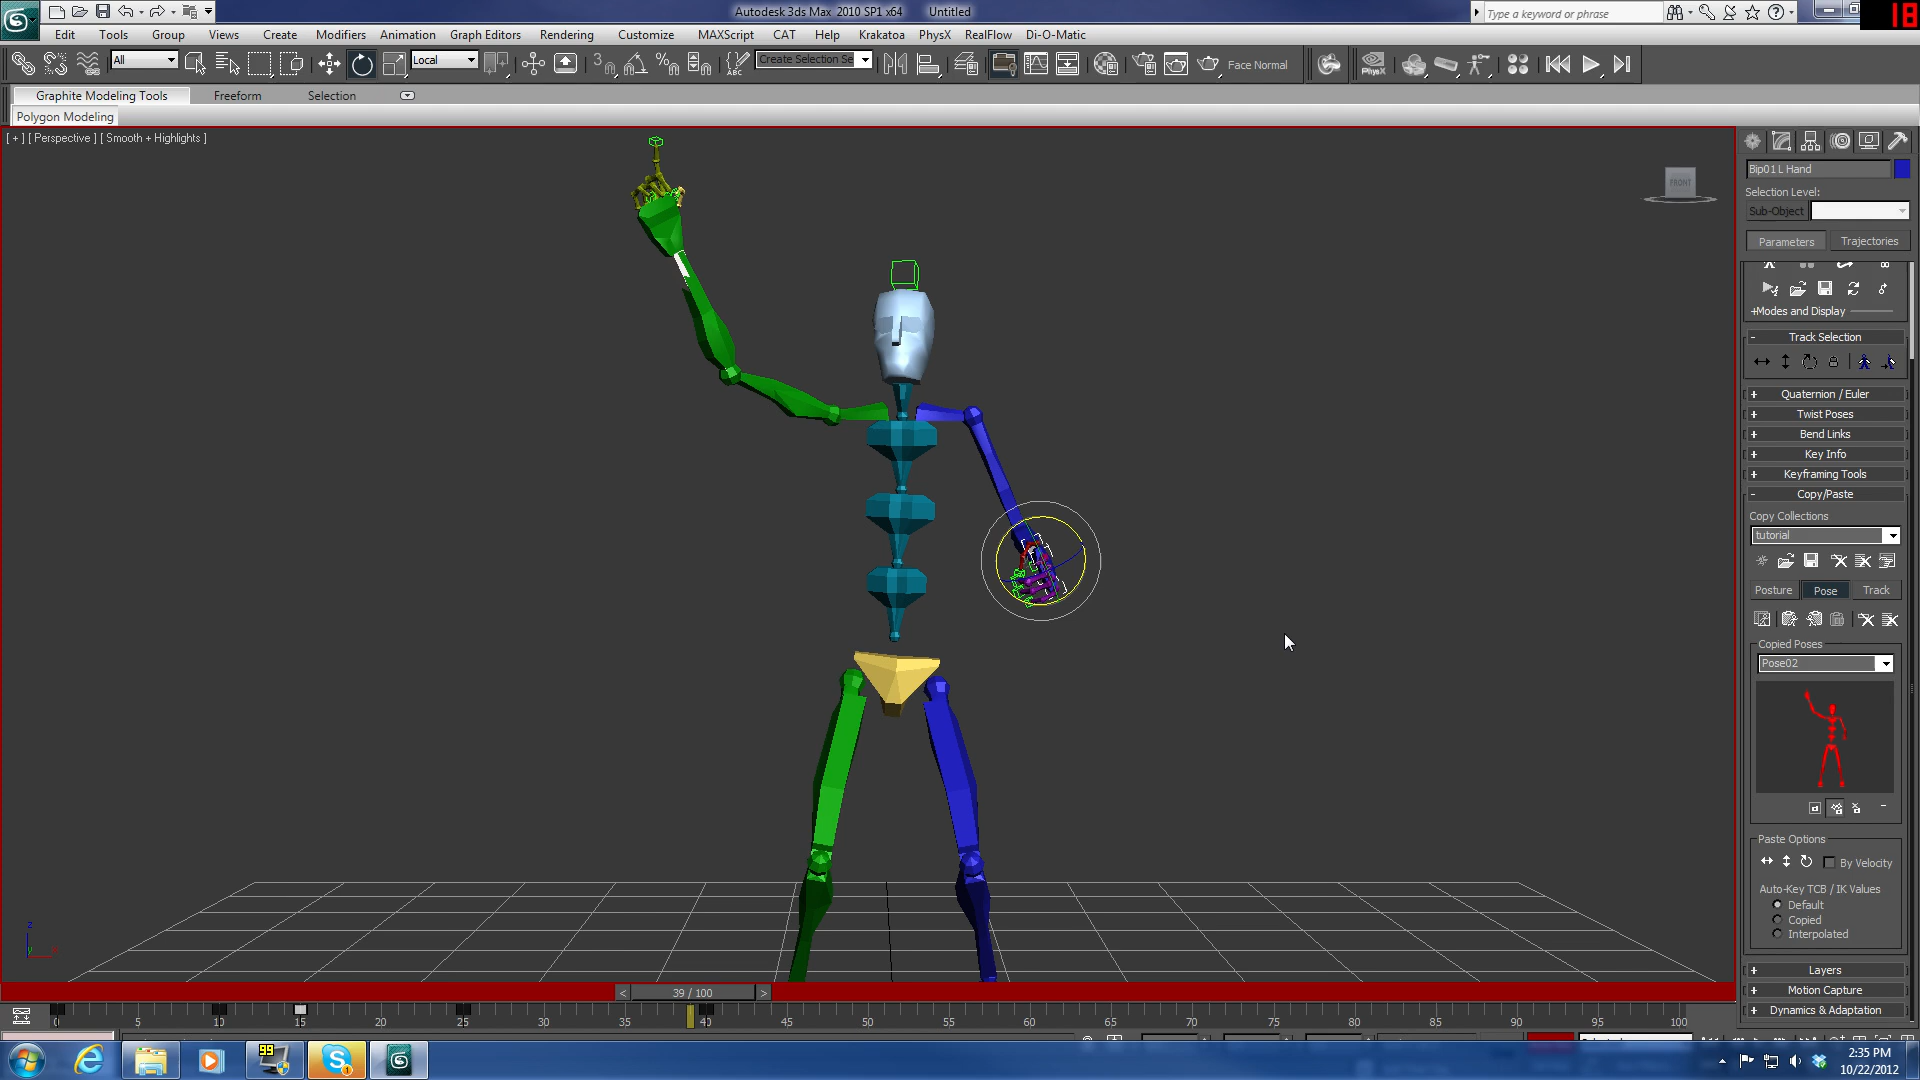 Autodesk 3ds Max 2010 SP1 x64 Untitled
Type a keyword or phrase
18
Edit Tools Group Views Create Modifiers Animation Graph Editors Rendering Customize MAXScript CAT Help Krakatoa PhysX RealFlow Di-O-Matic
All
Local
3
ABC
Create Selection Se
Face Normal
PhysX
Graphite Modeling Tools Freeform Selection
Polygon Modeling
[ + ] [ Perspective ] [ Smooth + Highlights ]
FRONT
Bip01 L Hand
Selection Level:
Sub-Object
Parameters Trajectories
+Modes and Display
- Track Selection
+ Quaternion / Euler
+ Twist Poses
+ Bend Links
+ Key Info
+ Keyframing Tools
- Copy/Paste
Copy Collections
tutorial
Posture Pose Track
Copied Poses
Pose02
Paste Options
By Velocity
Auto-Key TCB / IK Values
Default
Copied
Interpolated
+ Layers
+ Motion Capture
+ Dynamics & Adaptation
z
< 39 / 100 >
0 5 10 15 20 25 30 35 40 45 50 55 60 65 70 75 80 85 90 95 100
99
2:35 PM
10/22/2012